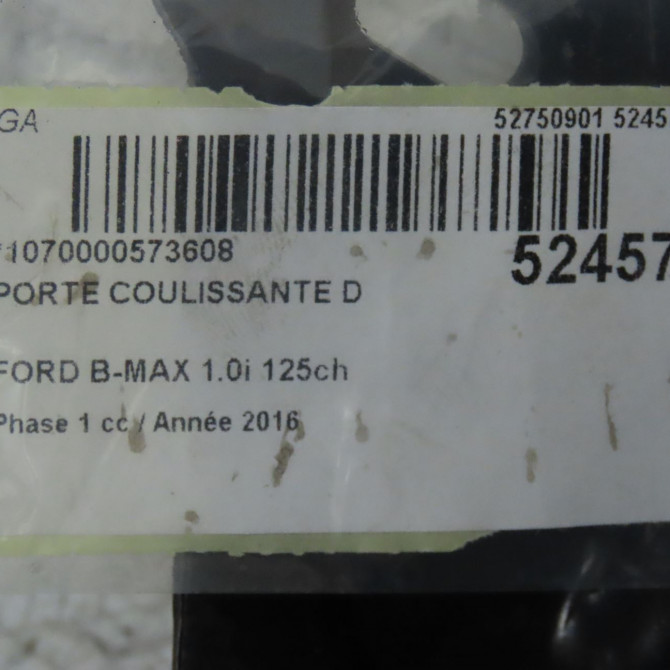 GA 52750901 5245
*1070000573608
52457
PORTE COULISSANTE D
FORD B-MAX 1.0i 125ch
Phase 1 cc / Année 2016